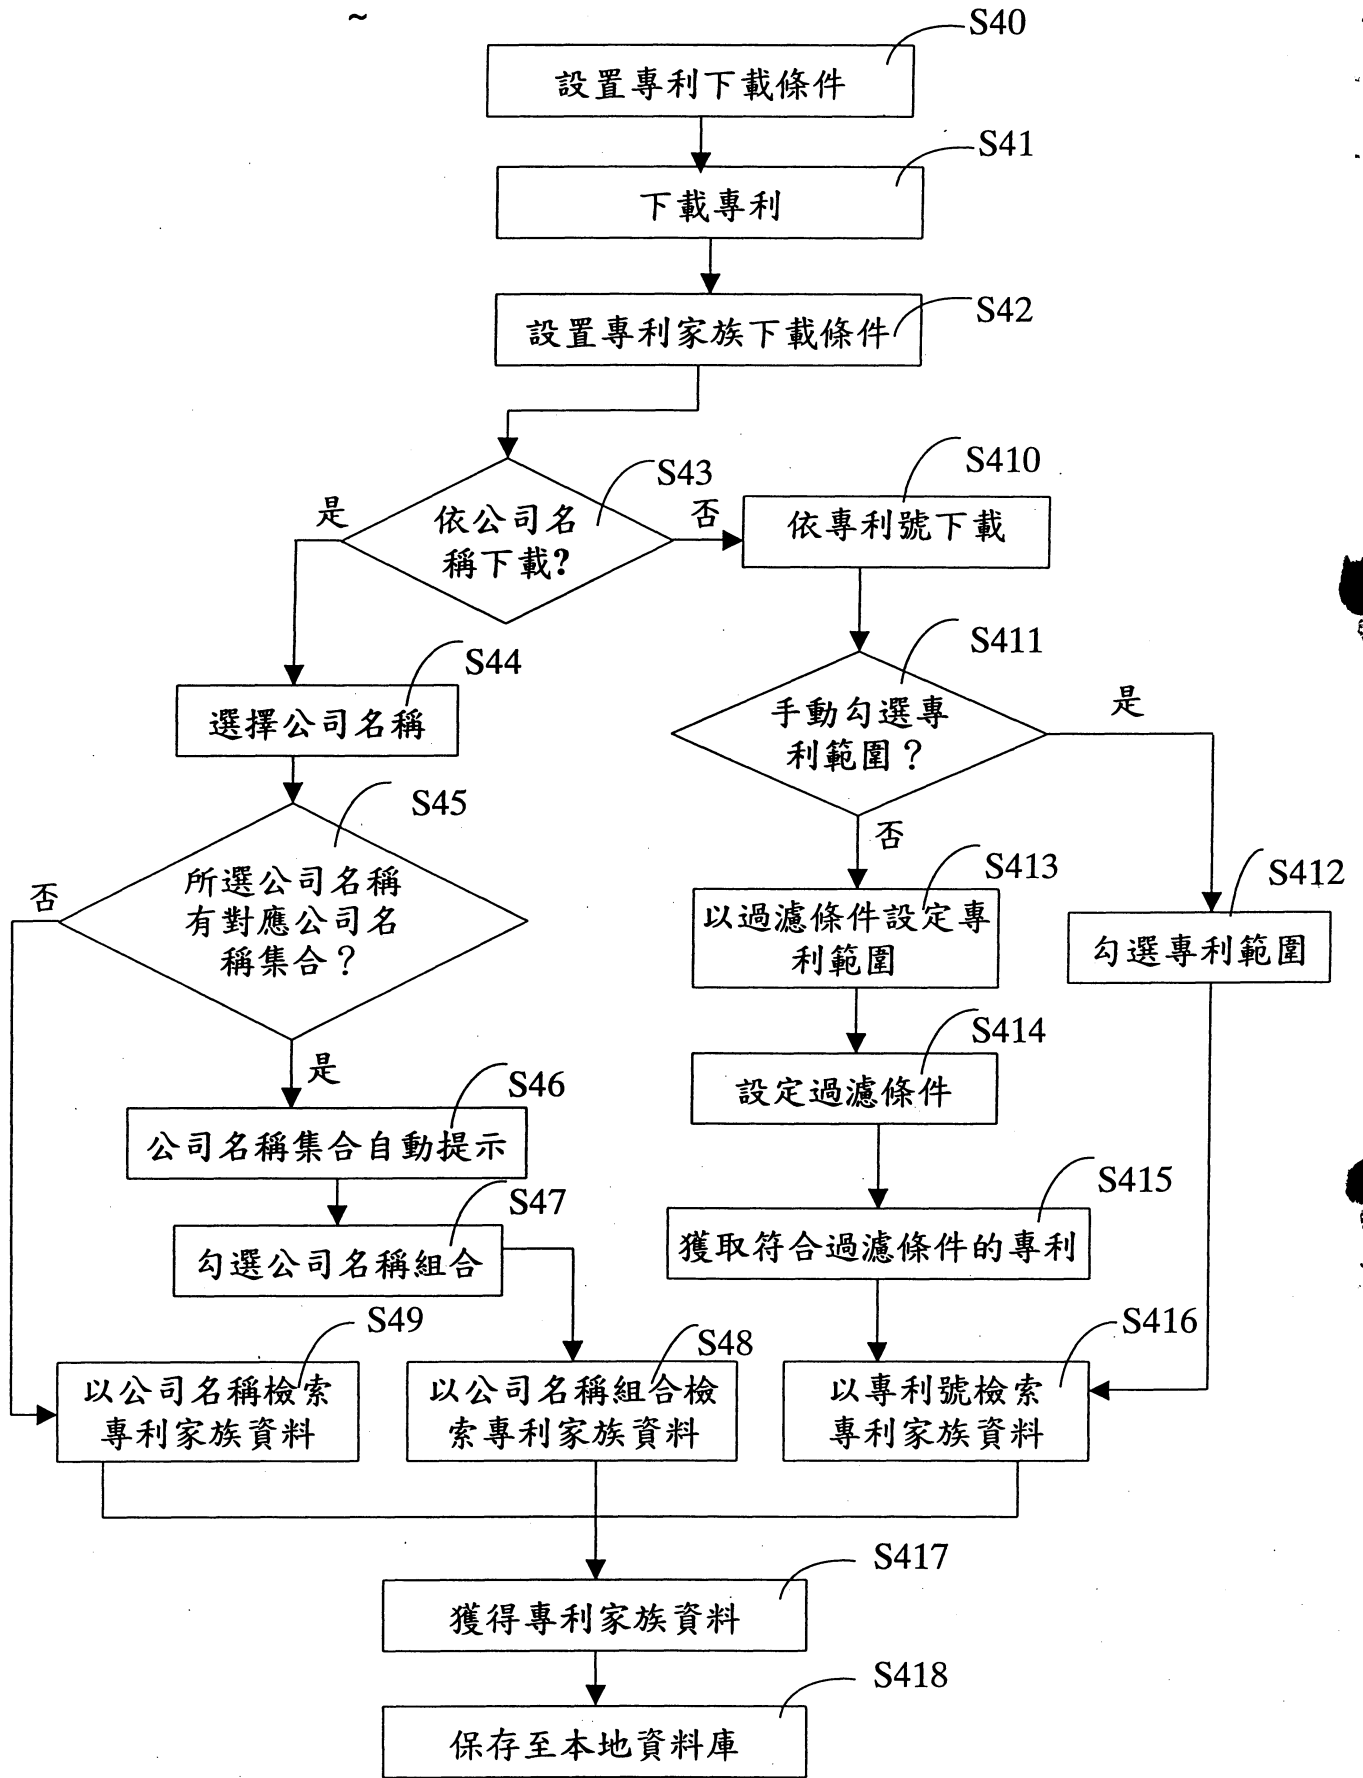 S40
設置專利下載條件
S41
下載專利
S42
設置專利家族下載條件
S43
依公司名
稱下載?
是
否
S410
依專利號下載
S44
選擇公司名稱
S411
手動勾選專
利範圍？
是
否
S45
所選公司名稱
有對應公司名
稱集合？
否
是
S413
以過濾條件設定專
利範圍
S412
勾選專利範圍
S414
設定過濾條件
S46
公司名稱集合自動提示
S47
勾選公司名稱組合
S415
獲取符合過濾條件的專利
S49
以公司名稱檢索
專利家族資料
S48
以公司名稱組合檢
索專利家族資料
S416
以專利號檢索
專利家族資料
S417
獲得專利家族資料
S418
保存至本地資料庫